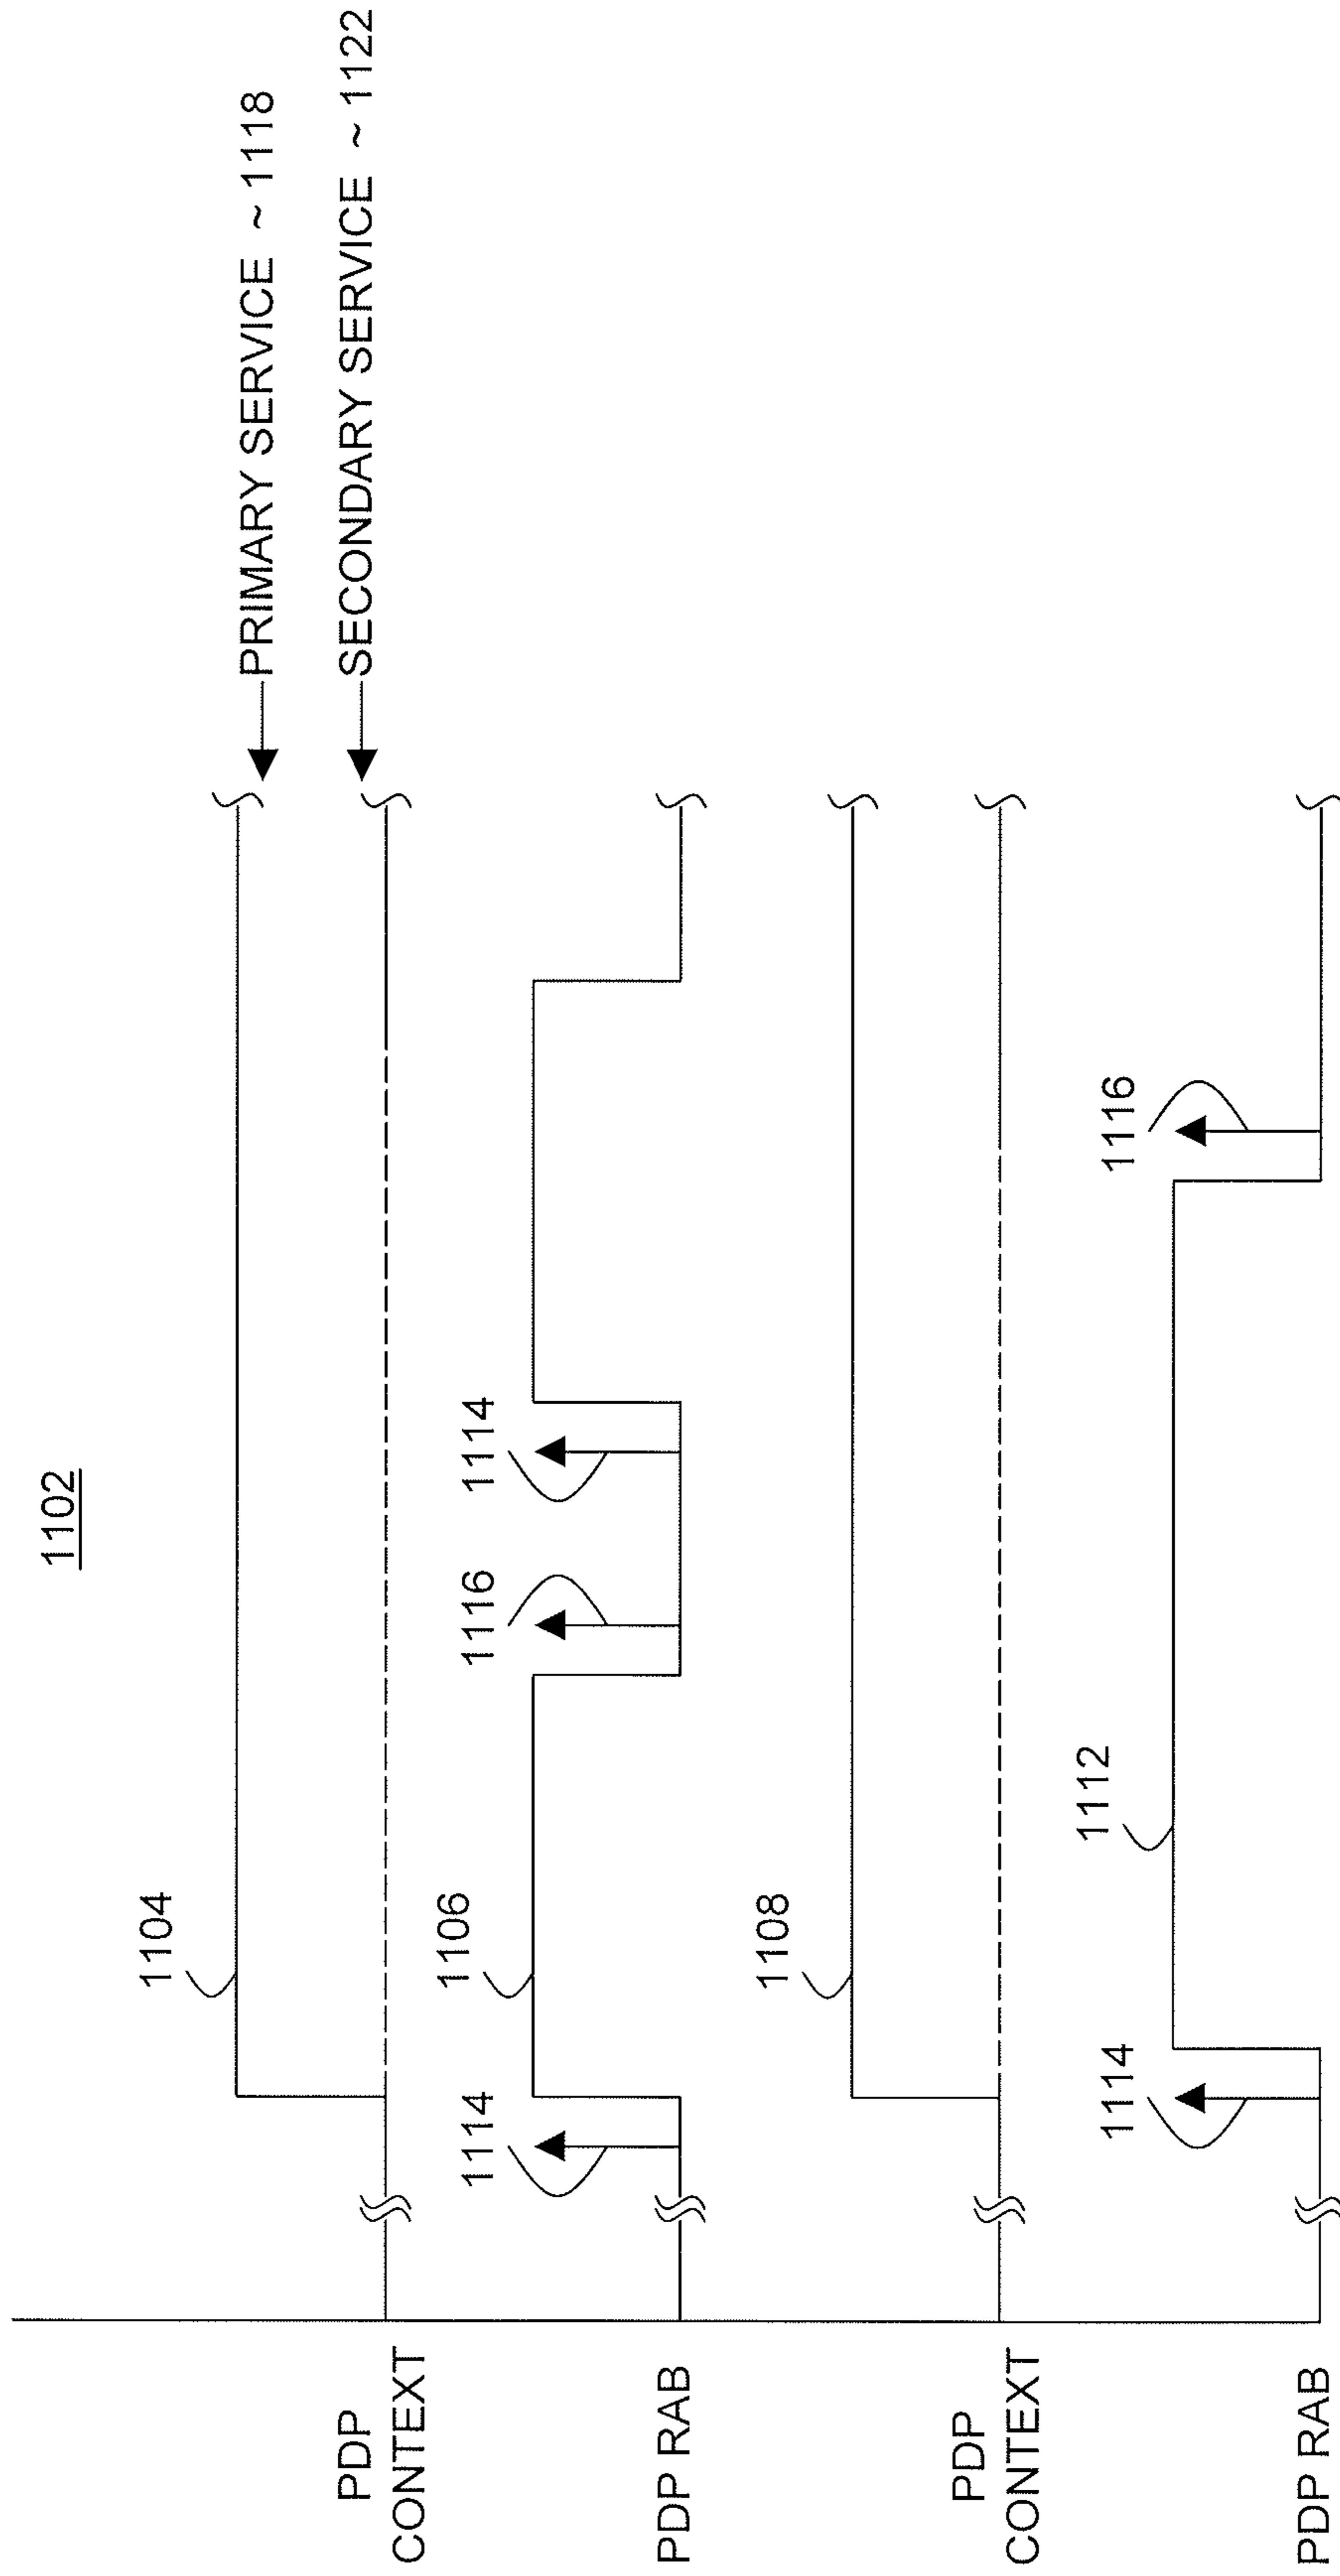 1102
PRIMARY SERVICE ~ 1118
SECONDARY SERVICE ~ 1122
1104
PDP
CONTEXT
1114
1106
1116
1114
PDP RAB
1108
PDP
CONTEXT
1114
1112
1116
PDP RAB